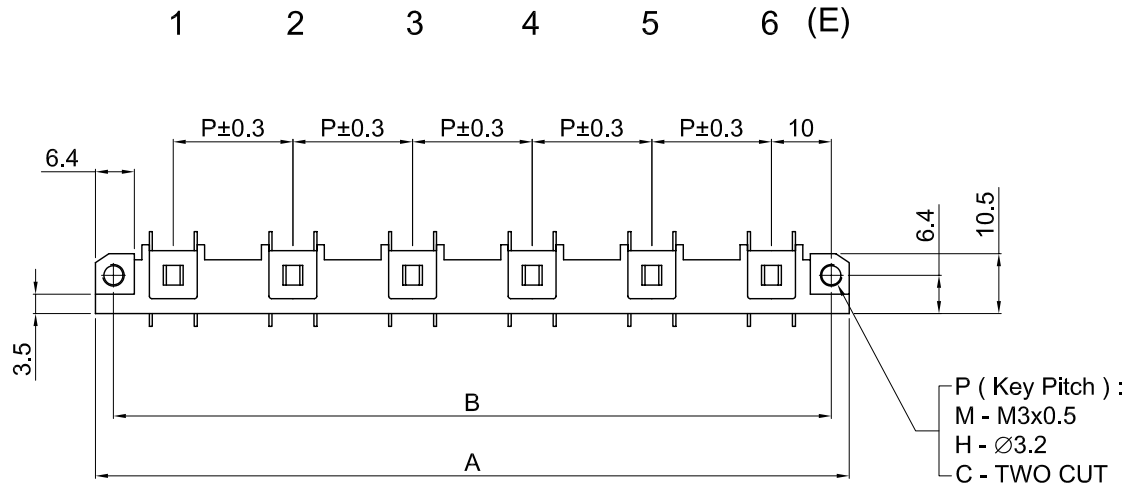 1 2 3 4 5 6 (E)
P±0.3 P±0.3 P±0.3 P±0.3 P±0.3 10
6.4
6.4
10.5
3.5
B
A
P ( Key Pitch ) :
M - M3x0.5
H - ∅3.2
C - TWO CUT